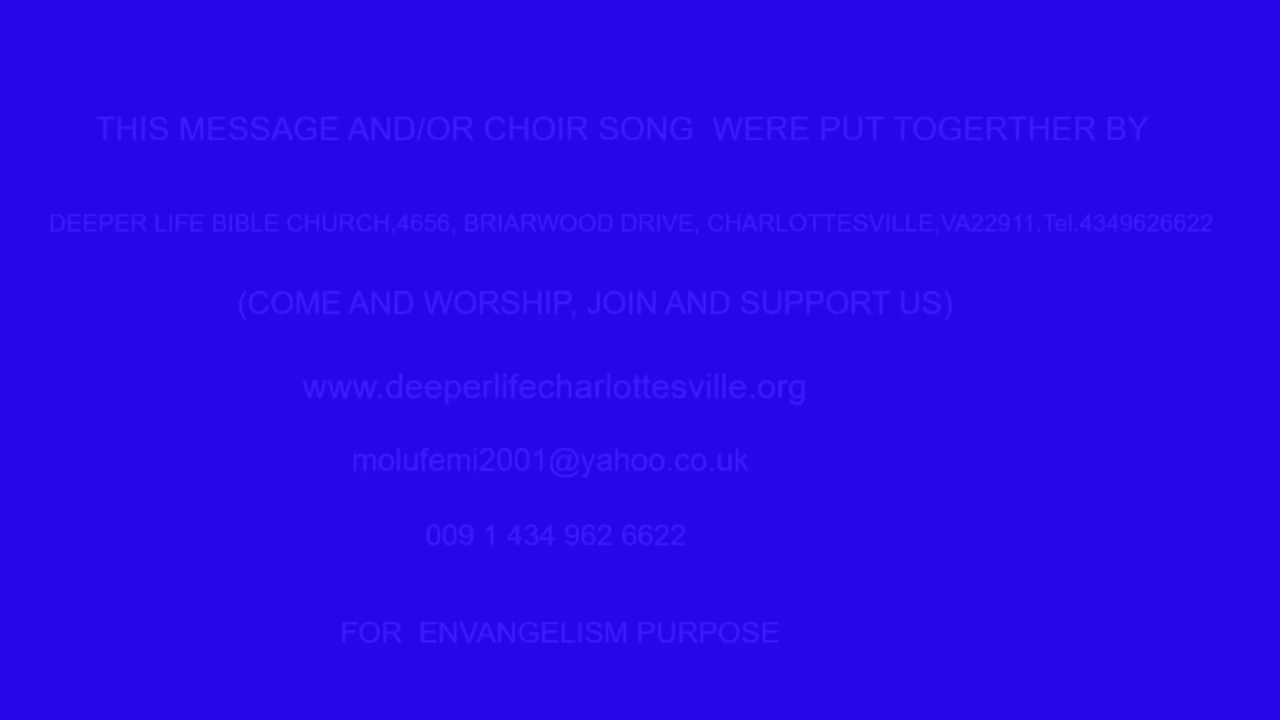 THIS MESSAGE AND/OR CHOIR SONG  WERE PUT TOGERTHER BY
DEEPER LIFE BIBLE CHURCH,4656, BRIARWOOD DRIVE, CHARLOTTESVILLE,VA22911.Tel.4349626622
(COME AND WORSHIP, JOIN AND SUPPORT US)
www.deeperlifecharlottesville.org
molufemi2001@yahoo.co.uk
009 1 434 962 6622
FOR  ENVANGELISM PURPOSE